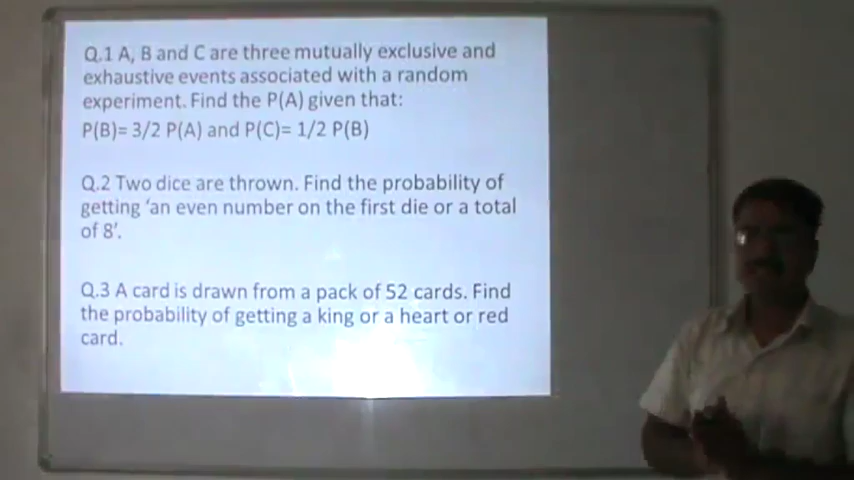 Q.1 A, B and C are three mutually exclusive and
exhaustive events associated with a random
experiment. Find the P(A) given that:
P(B)= 3/2 P(A) and P(C)= 1/2 P(B)
Q.2 Two dice are thrown. Find the probability of
getting ‘an even number on the first die or a total
of 8’.
Q.3 A card is drawn from a pack of 52 cards. Find
the probability of getting a king or a heart or red
card.